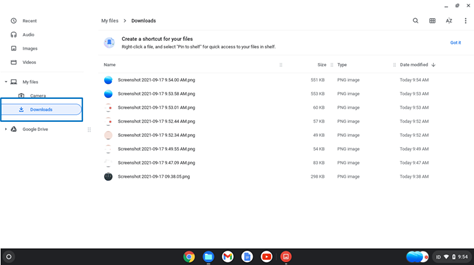 Recent
Audio
Images
Videos
My files
Camera
Downloads
Google Drive
My files > Downloads
AZ
Create a shortcut for your files
Right-click a file, and select "Pin to shelf" for quick access to your files in shelf.
Got it
Name Size Type Date modified
Screenshot 2021-09-17 9.54.00 AM.png 551 KB PNG image Today 9:54 AM
Screenshot 2021-09-17 9.53.58 AM.png 553 KB PNG image Today 9:53 AM
Screenshot 2021-09-17 9.53.01 AM.png 60 KB PNG image Today 9:53 AM
Screenshot 2021-09-17 9.52.44 AM.png 57 KB PNG image Today 9:52 AM
Screenshot 2021-09-17 9.52.34 AM.png 49 KB PNG image Today 9:52 AM
Screenshot 2021-09-17 9.49.55 AM.png 34 KB PNG image Today 9:49 AM
Screenshot 2021-09-17 9.47.09 AM.png 83 KB PNG image Today 9:47 AM
Screenshot 2021-09-17 09.38.05.png 298 KB PNG image Today 9:38 AM
9:54